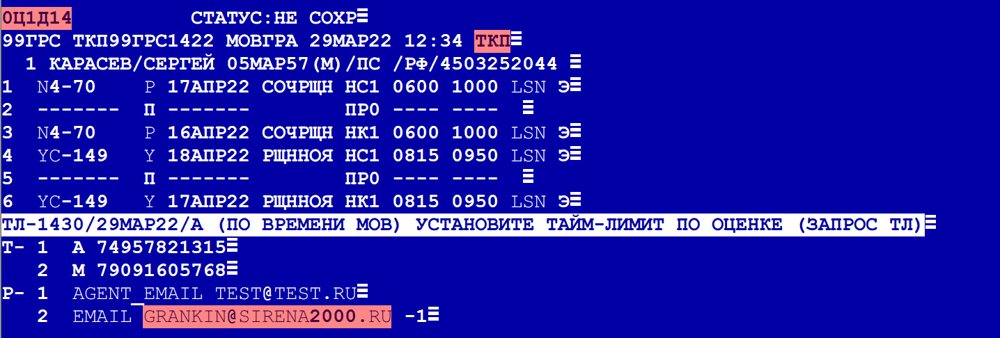 0Ц1Д14 СТАТУС:НЕ СОХР≡
99ГРС ТКП99ГРС1422 МОВГРА 29МАР22 12:34 ТКП≡
1 КАРАСЕВ/СЕРГЕЙ 05МАР57(М)/ПС /РФ/4503252044 ≡
1 N4-70 P 17АПР22 СОЧРЩН НС1 0600 1000 LSN Э≡
2 ------- П ------- ПР0 ---- ---- ≡
3 N4-70 P 16АПР22 СОЧРЩН НК1 0600 1000 LSN Э≡
4 YC-149 Y 18АПР22 РЩННОЯ НС1 0815 0950 LSN Э≡
5 ------- П ------- ПР0 ---- ---- ≡
6 YC-149 Y 17АПР22 РЩННОЯ НК1 0815 0950 LSN Э≡
ТЛ-1430/29МАР22/А (ПО ВРЕМЕНИ МОВ) УСТАНОВИТЕ ТАЙМ-ЛИМИТ ПО ОЦЕНКЕ (ЗАПРОС ТЛ)≡
Т- 1 А 74957821315≡
2 М 79091605768≡
Р- 1 AGENT_EMAIL TEST@TEST.RU≡
2 EMAIL GRANKIN@SIRENA2000.RU -1≡